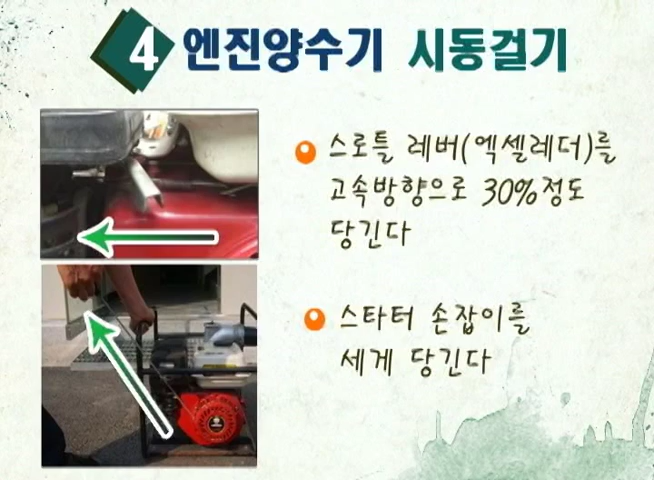 4 엔진양수기 시동걸기
스로틀 레버(엑셀레더)를
고속방향으로 30%정도
당긴다
스타터 손잡이를
세게 당긴다